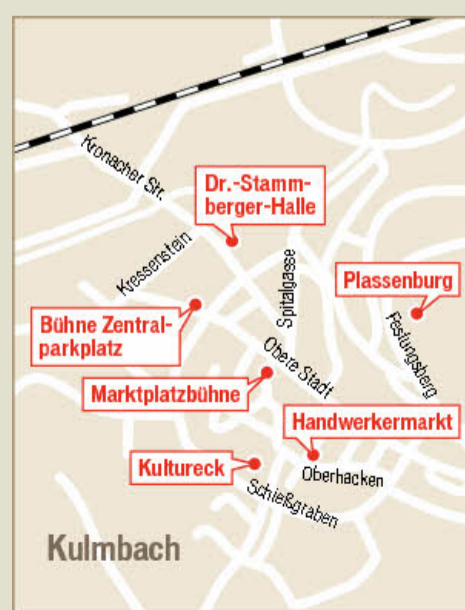 Kronacher Str.
Dr.-Stamm-
berger-Halle
Kressenstein
Spitalgasse
Plassenburg
Bühne Zentral-
parkplatz
Festungsberg
Obere Stadt
Marktplatzbühne
Handwerkermarkt
Kultureck
Oberhacken
Schießgraben
Kulmbach